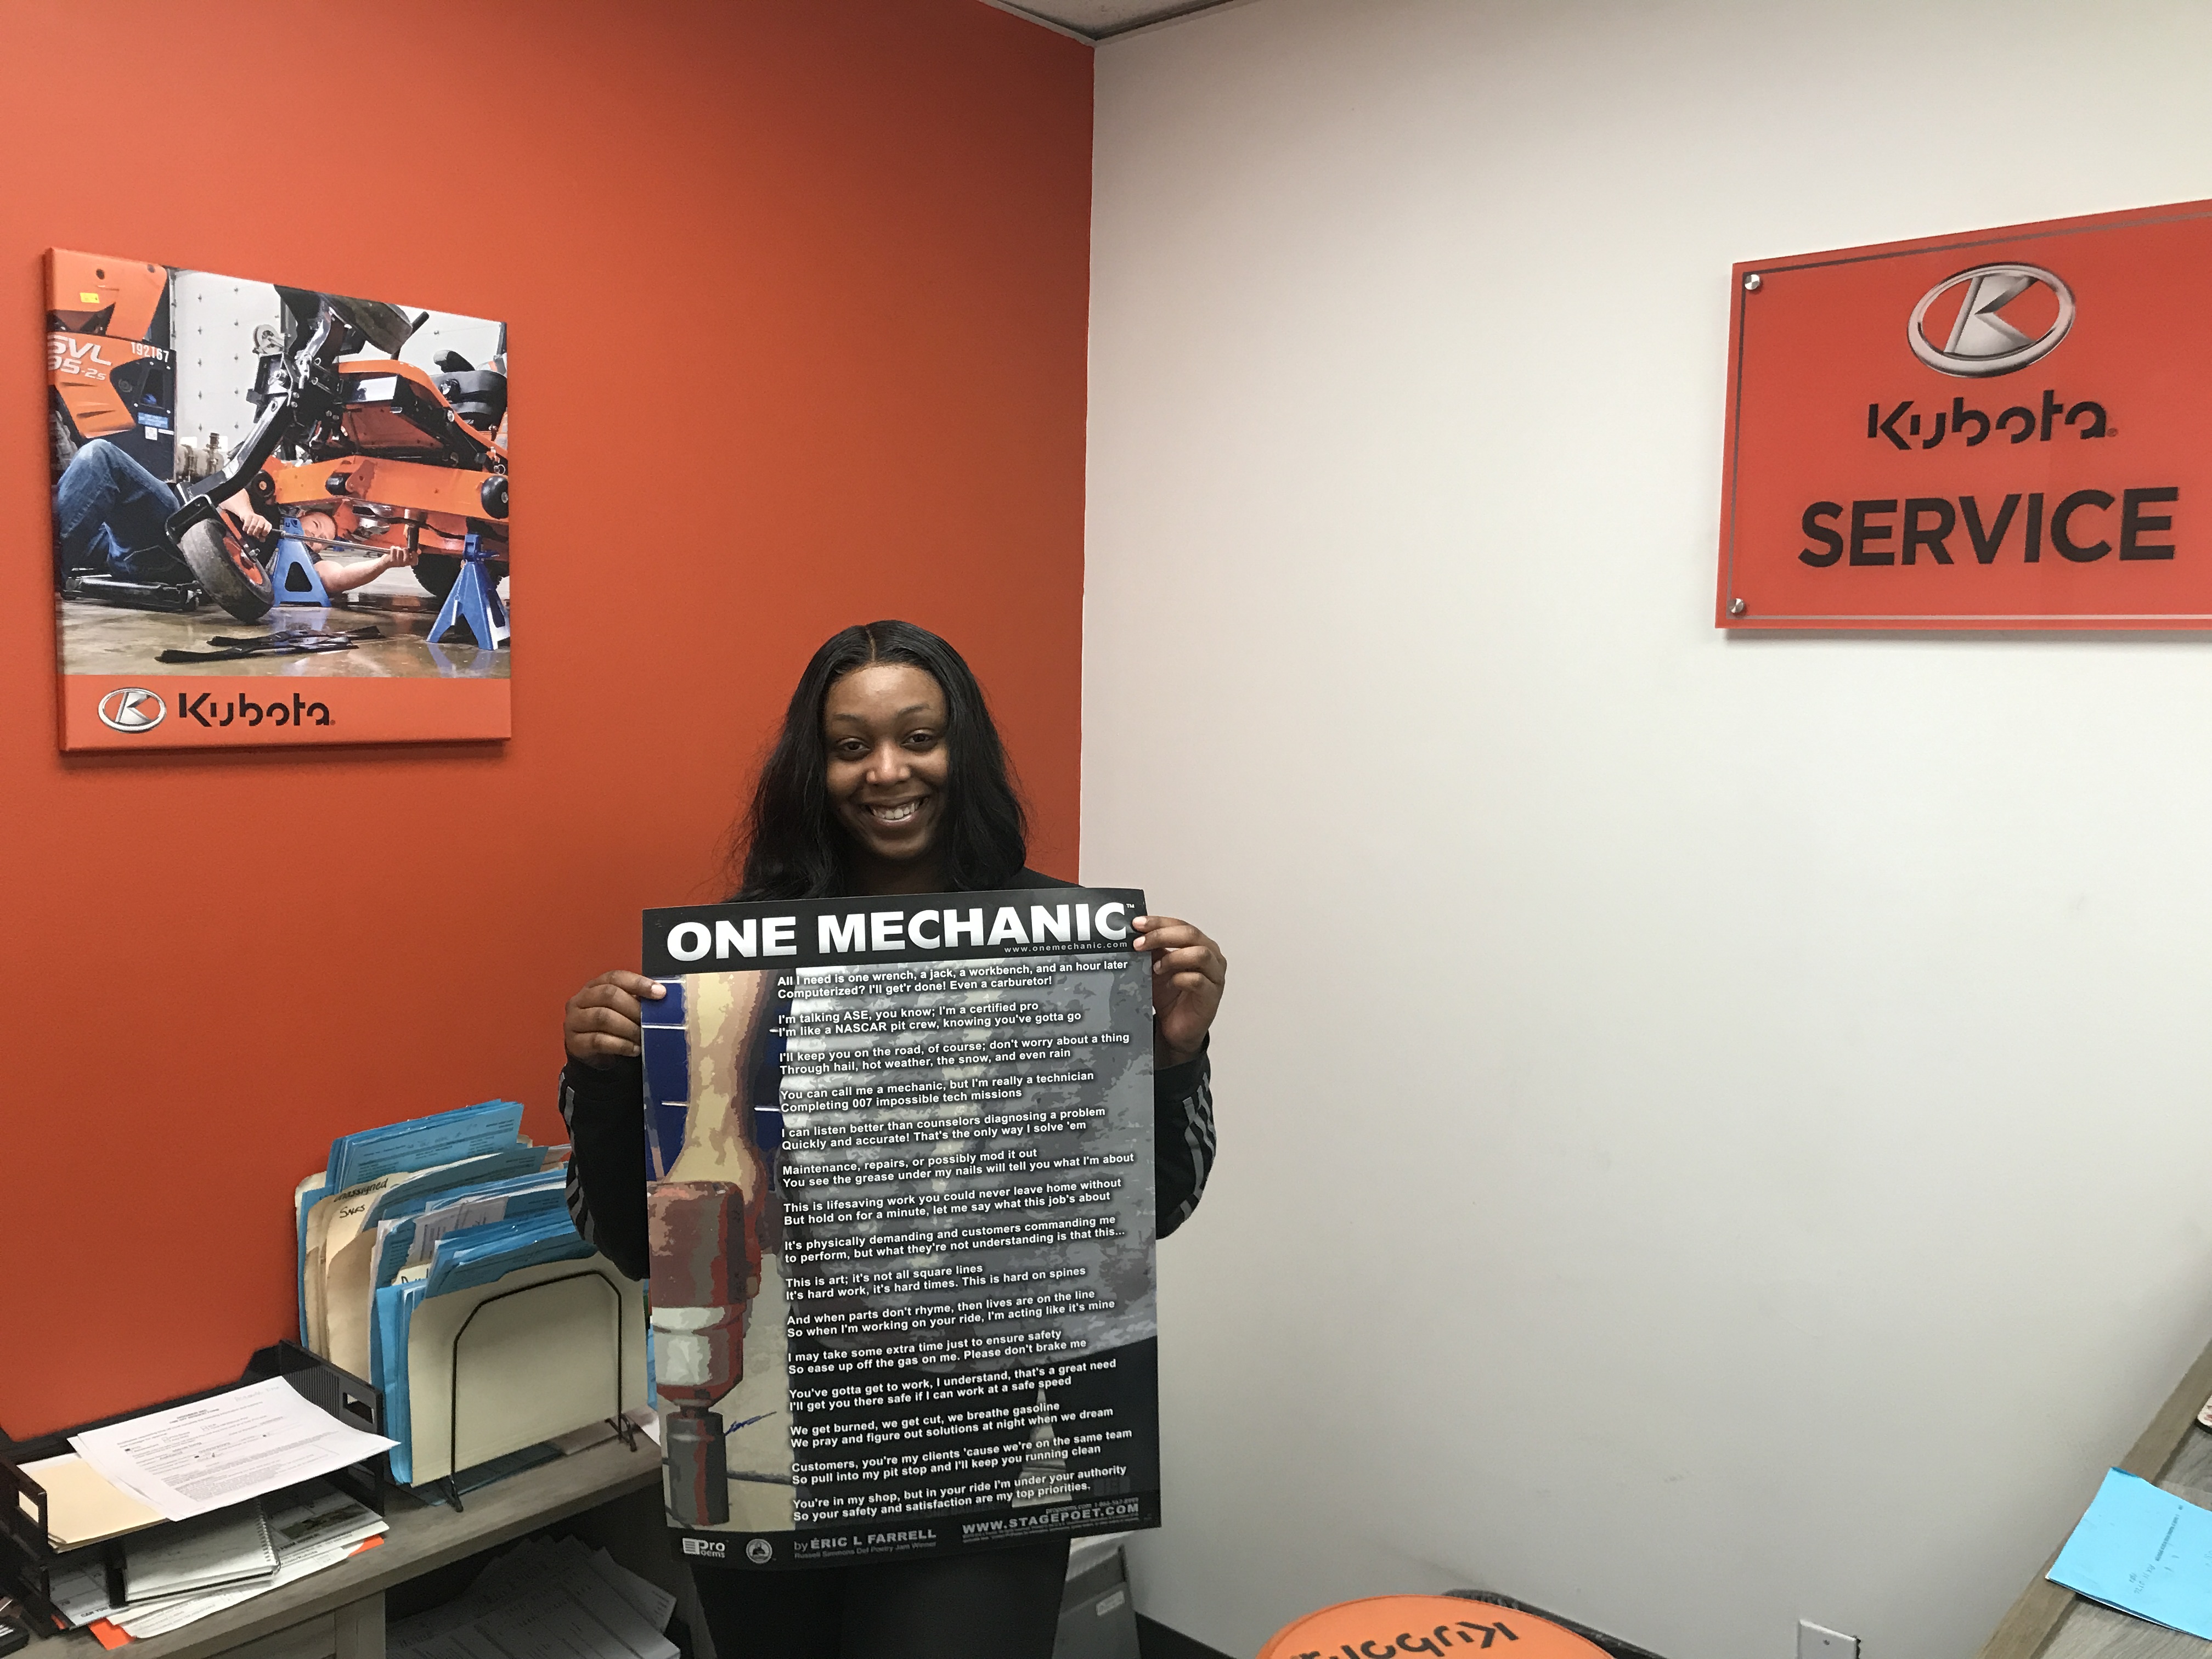 SVL
95-2s
192167
Kubota
Kubota
SERVICE
ONE MECHANIC™
www.onemechanic.com
All I need is one wrench, a jack, a workbench, and an hour later
Computerized? I'll get'r done! Even a carburetor!
I'm talking ASE, you know; I'm a certified pro
I'm like a NASCAR pit crew, knowing you've gotta go
I'll keep you on the road, of course; don't worry about a thing
Through hail, hot weather, the snow, and even rain
You can call me a mechanic, but I'm really a technician
Completing 007 impossible tech missions
I can listen better than counselors diagnosing a problem
Quickly and accurate! That's the only way I solve 'em
Maintenance, repairs, or possibly mod it out
You see the grease under my nails will tell you what I'm about
This is lifesaving work you could never leave home without
But hold on for a minute, let me say what this job's about
It's physically demanding and customers commanding me
to perform, but what they're not understanding is that this...
This is art; it's not all square lines
It's hard work, it's hard times. This is hard on spines
And when parts don't rhyme, then lives are on the line
So when I'm working on your ride, I'm acting like it's mine
I may take some extra time just to ensure safety
So ease up off the gas on me. Please don't brake me
You've gotta get to work, I understand, that's a great need
I'll get you there safe if I can work at a safe speed
We get burned, we get cut, we breathe gasoline
We pray and figure out solutions at night when we dream
Customers, you're my clients 'cause we're on the same team
So pull into my pit stop and I'll keep you running clean
You're in my shop, but in your ride I'm under your authority
So your safety and satisfaction are my top priorities.
WWW.STAGEPOET.COM
Pro
oems
by ERIC L FARRELL
Russell Simmons Def Poetry Jam Winner
unassigned
SALES
Kubota